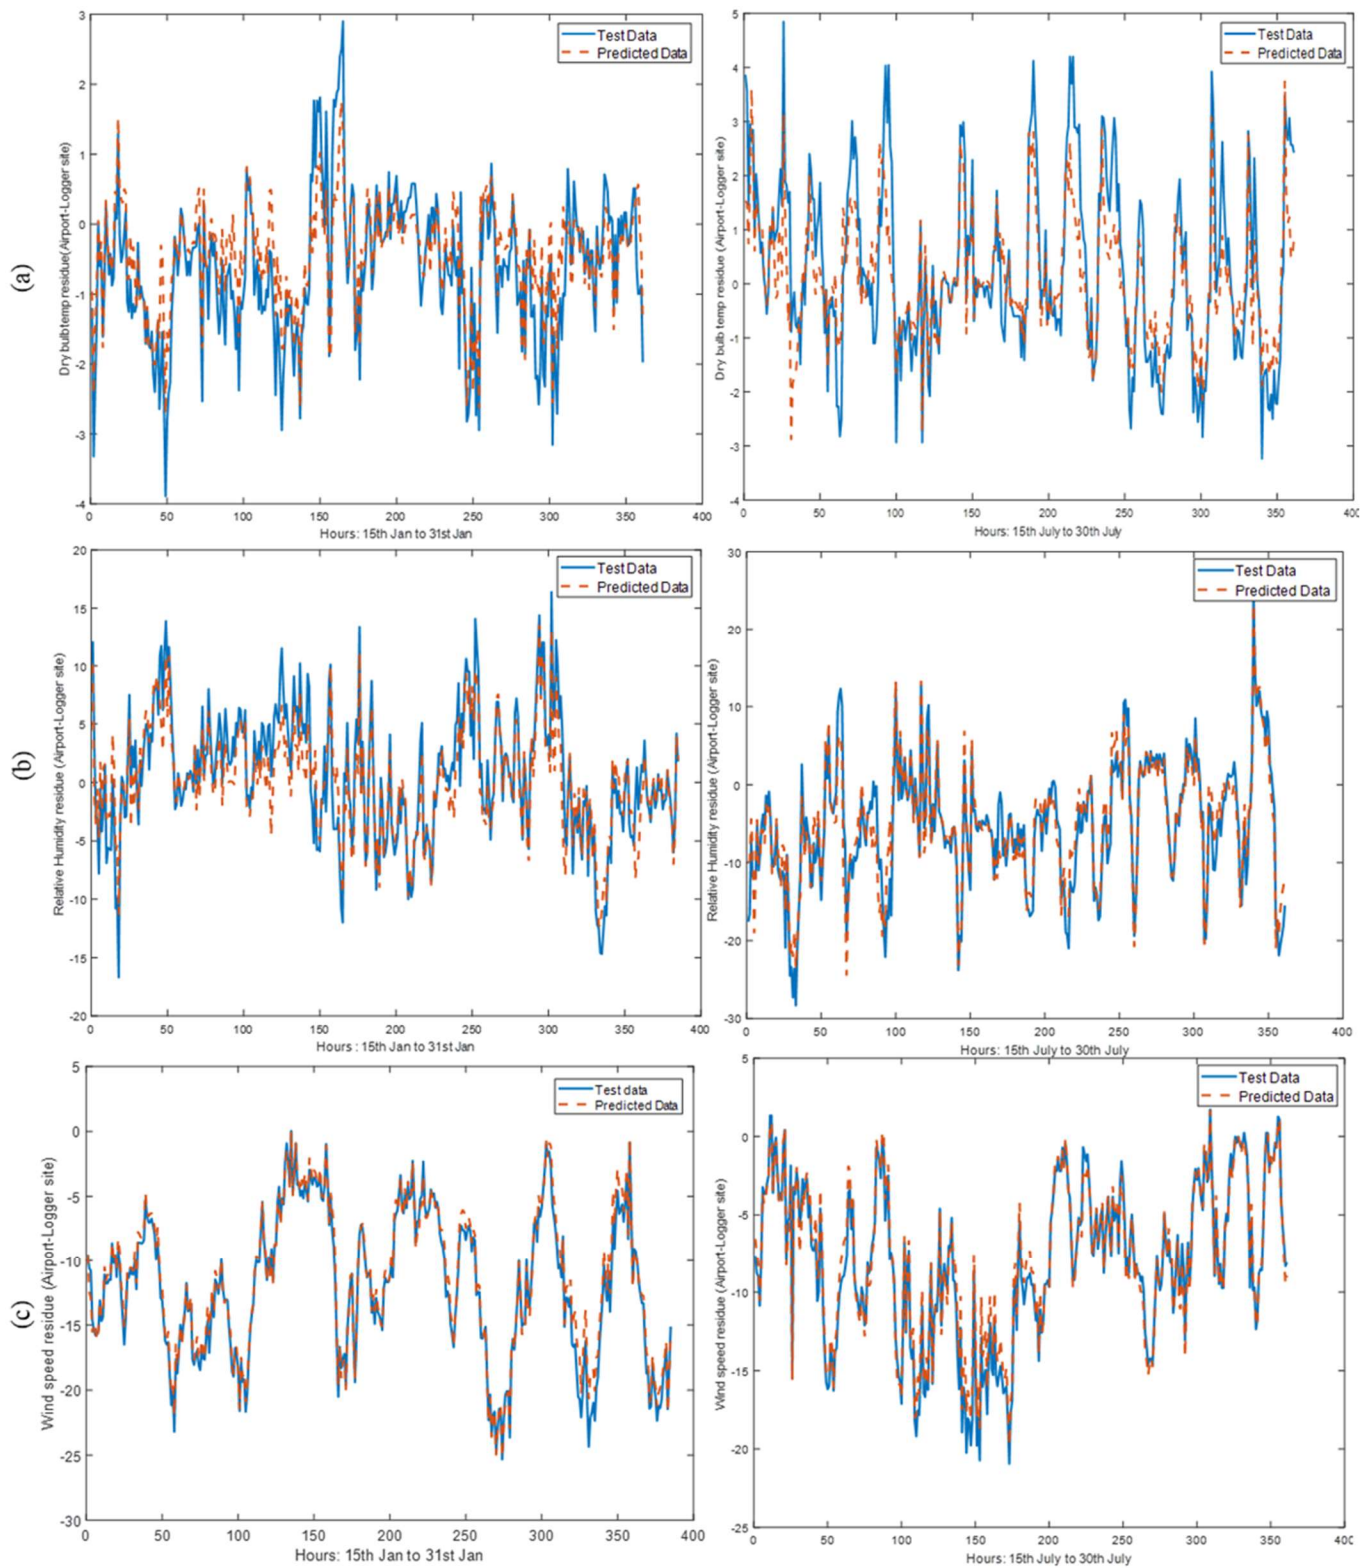 (a)
Dry bulb temp residue(Airport-Logger site)
3
2
1
0
-1
-2
-3
-4
Test Data
Predicted Data
0 50 100 150 200 250 300 350 400
Hours: 15th Jan to 31st Jan
Dry bulb temp residue (Airport-Logger site)
5
4
3
2
1
0
-1
-2
-3
-4
Test Data
Predicted Data
0 50 100 150 200 250 300 350 400
Hours: 15th July to 30th July
(b)
Relative Humidity residue (Airport-Logger site)
20
15
10
5
0
-5
-10
-15
-20
Test Data
Predicted Data
0 50 100 150 200 250 300 350 400
Hours : 15th Jan to 31st Jan
Relative Humidity residue (Airport-Logger site)
30
20
10
0
-10
-20
-30
Test Data
Predicted Data
0 50 100 150 200 250 300 350 400
Hours: 15th July to 30th July
(c)
Wind speed residue (Airport-Logger site)
5
0
-5
-10
-15
-20
-25
-30
Test data
Predicted Data
0 50 100 150 200 250 300 350 400
Hours: 15th Jan to 31st Jan
Wind speed residue (Airport-Logger site)
5
0
-5
-10
-15
-20
-25
Test Data
Predicted Data
0 50 100 150 200 250 300 350 400
Hours: 15th July to 30th July